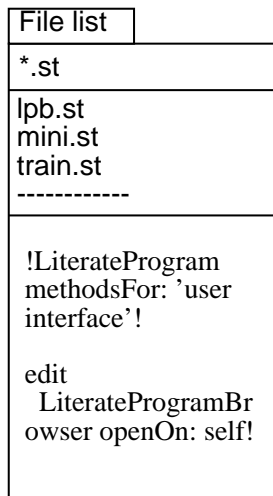 File list
*.st
lpb.st
mini.st
train.st
------------
!LiterateProgram
methodsFor: ’user
interface’!
edit
LiterateProgramBr
owser openOn: self!